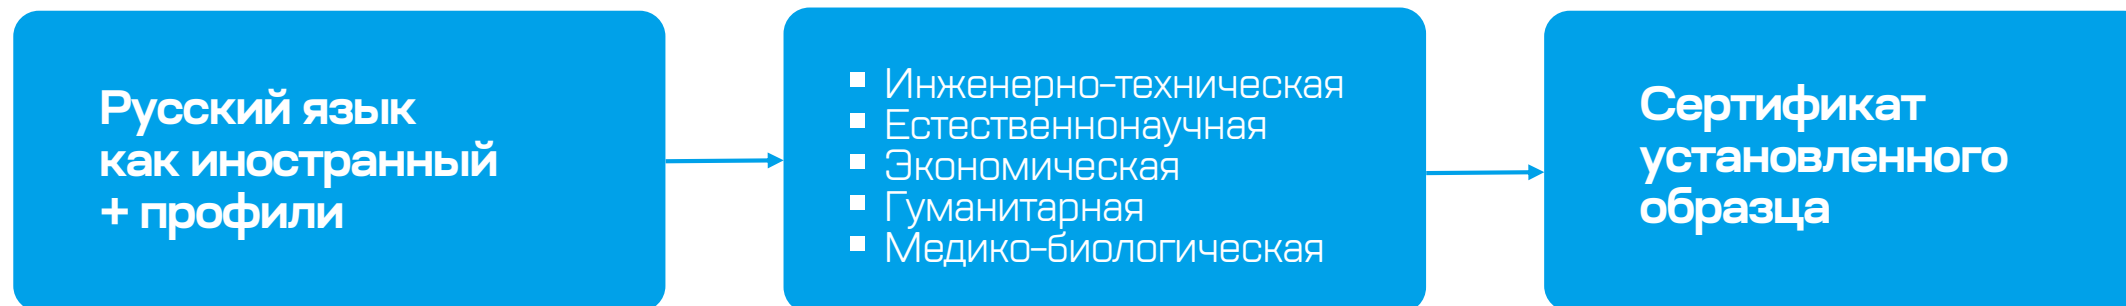 Русский язык
как иностранный
+ профили
▪ Инженерно-техническая
▪ Естественнонаучная
▪ Экономическая
▪ Гуманитарная
▪ Медико-биологическая
Сертификат
установленного
образца